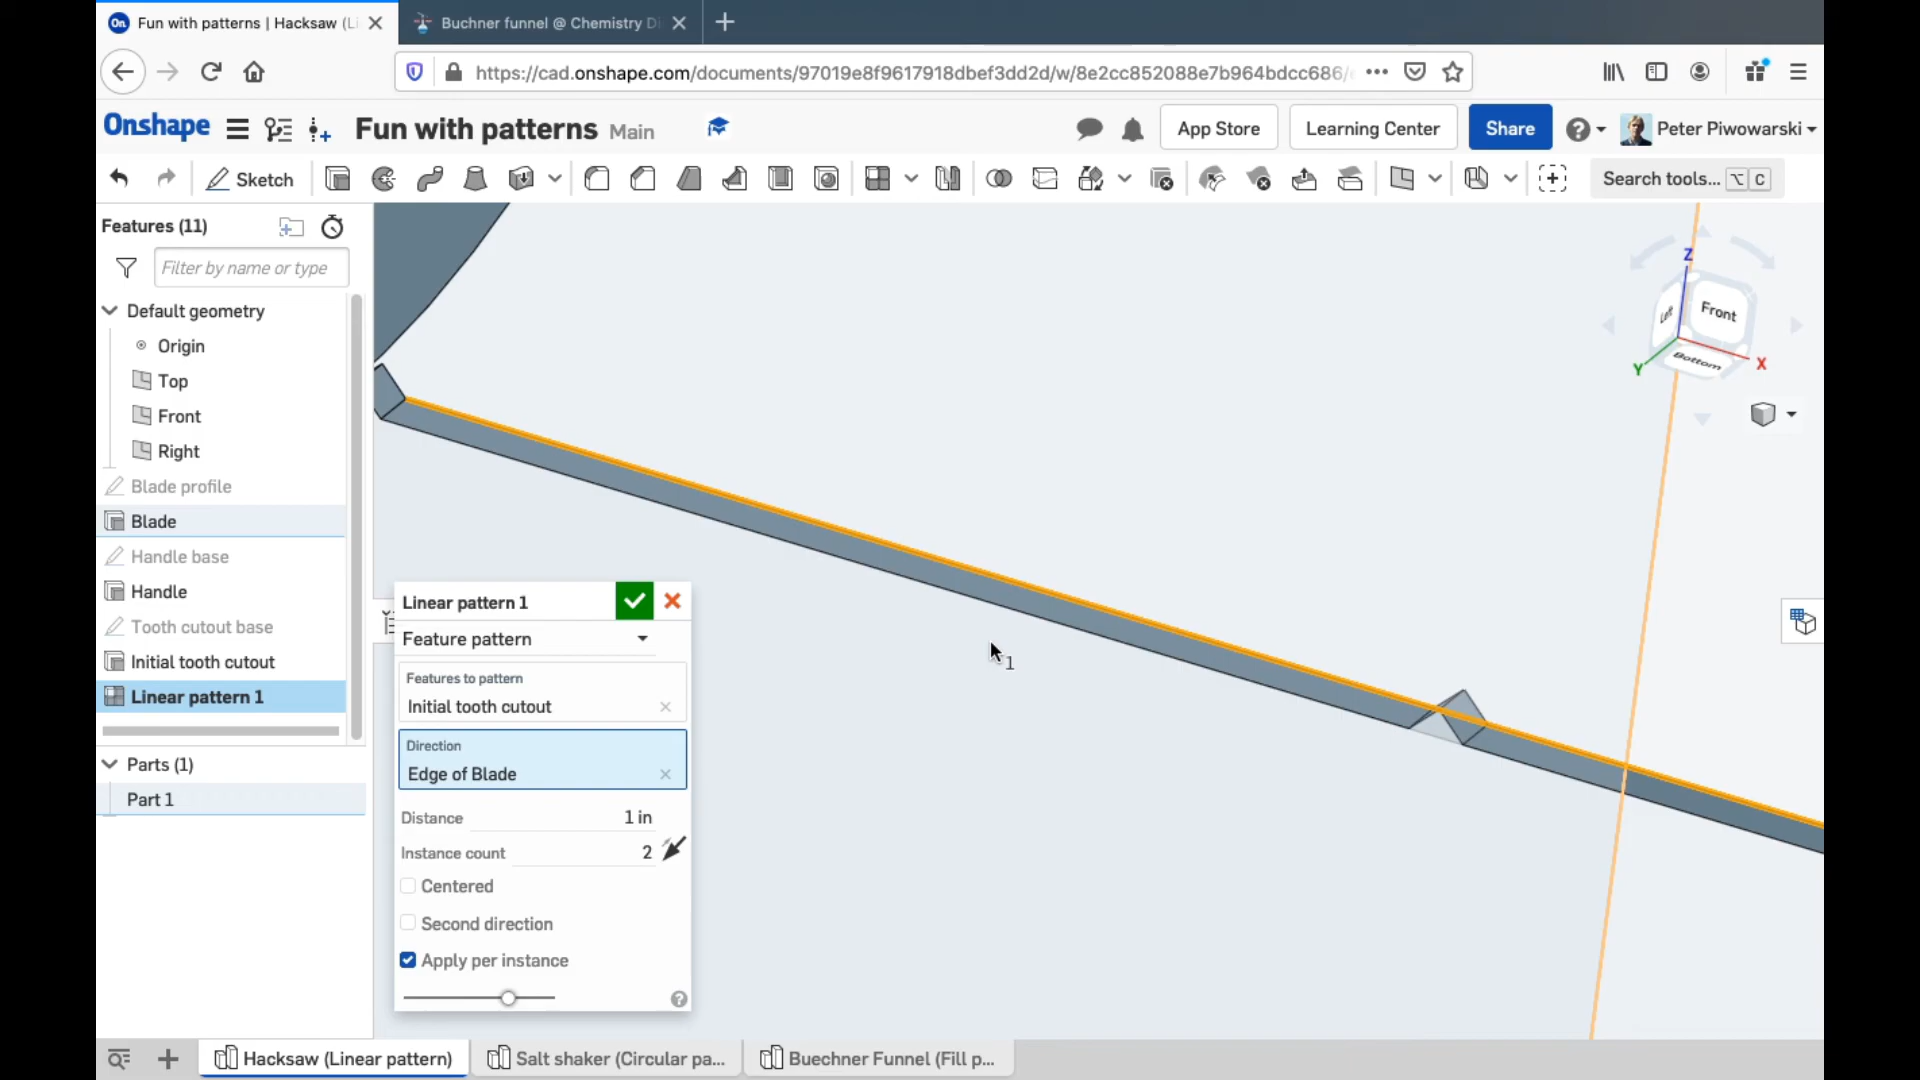 Fun with patterns | Hacksaw (Li
Buchner funnel @ Chemistry Di
https://cad.onshape.com/documents/97019e8f9617918dbef3dd2d/w/8e2cc852088e7b964bdcc686/
Onshape
Fun with patterns Main
App Store
Learning Center
Share
Peter Piwowarski
Sketch
Search tools... ⌥ C
Features (11)
Filter by name or type
Default geometry
Origin
Top
Front
Right
Blade profile
Blade
Handle base
Handle
Tooth cutout base
Initial tooth cutout
Linear pattern 1
Parts (1)
Part 1
Linear pattern 1
Feature pattern
Features to pattern
Initial tooth cutout
Direction
Edge of Blade
Distance 1 in
Instance count 2
Centered
Second direction
Apply per instance
1
Z
Left
Front
Bottom
Y
X
Hacksaw (Linear pattern)
Salt shaker (Circular pa...
Buechner Funnel (Fill p...